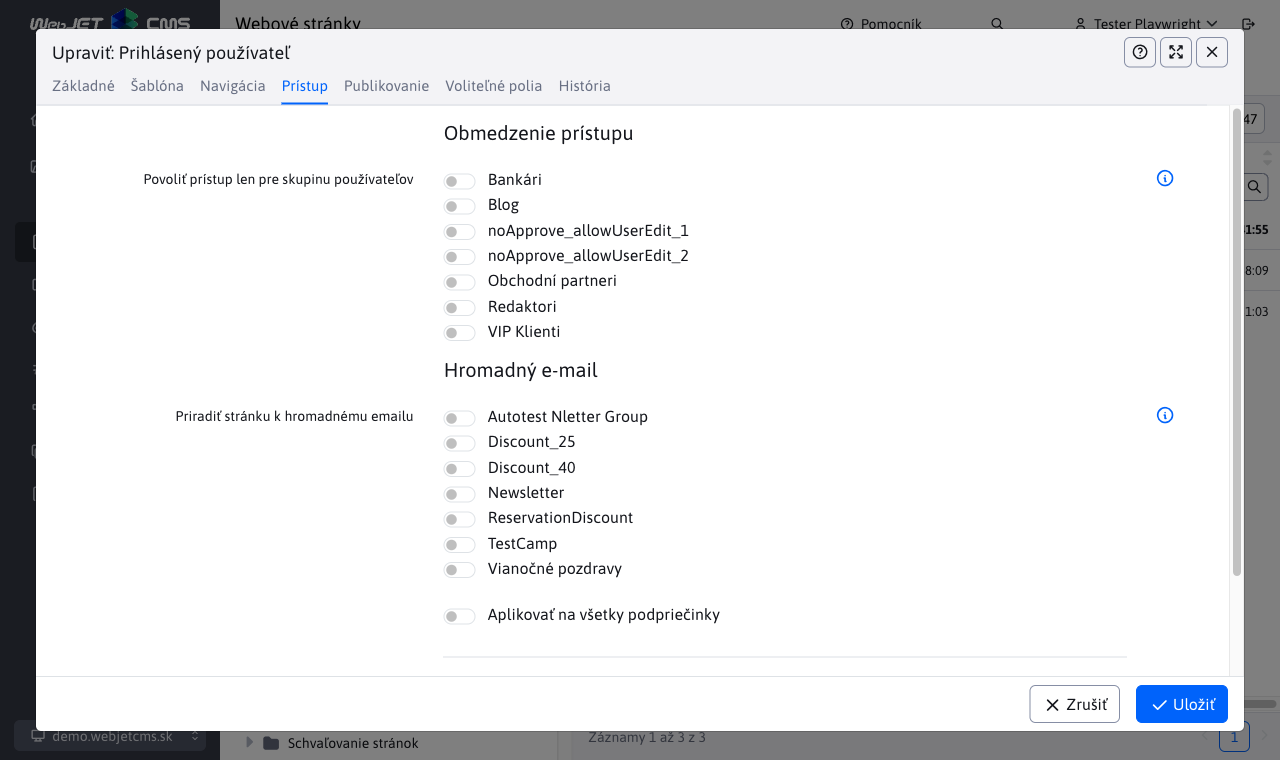 WebJET CMS
Webové stránky
Pomocník
Tester Playwright
Upraviť: Prihlásený používateľ
Základné
Šablóna
Navigácia
Prístup
Publikovanie
Voliteľné polia
História
Obmedzenie prístupu
Povoliť prístup len pre skupinu používateľov
Bankári
Blog
noApprove_allowUserEdit_1
noApprove_allowUserEdit_2
Obchodní partneri
Redaktori
VIP Klienti
Hromadný e-mail
Priradiť stránku k hromadnému emailu
Autotest Nletter Group
Discount_25
Discount_40
Newsletter
ReservationDiscount
TestCamp
Vianočné pozdravy
Aplikovať na všetky podpriečinky
Zrušiť
Uložiť
47
1:55
8:09
1:03
demo.webjetcms.sk
Schvaľovanie stránok
Záznamy 1 až 3 z 3
1